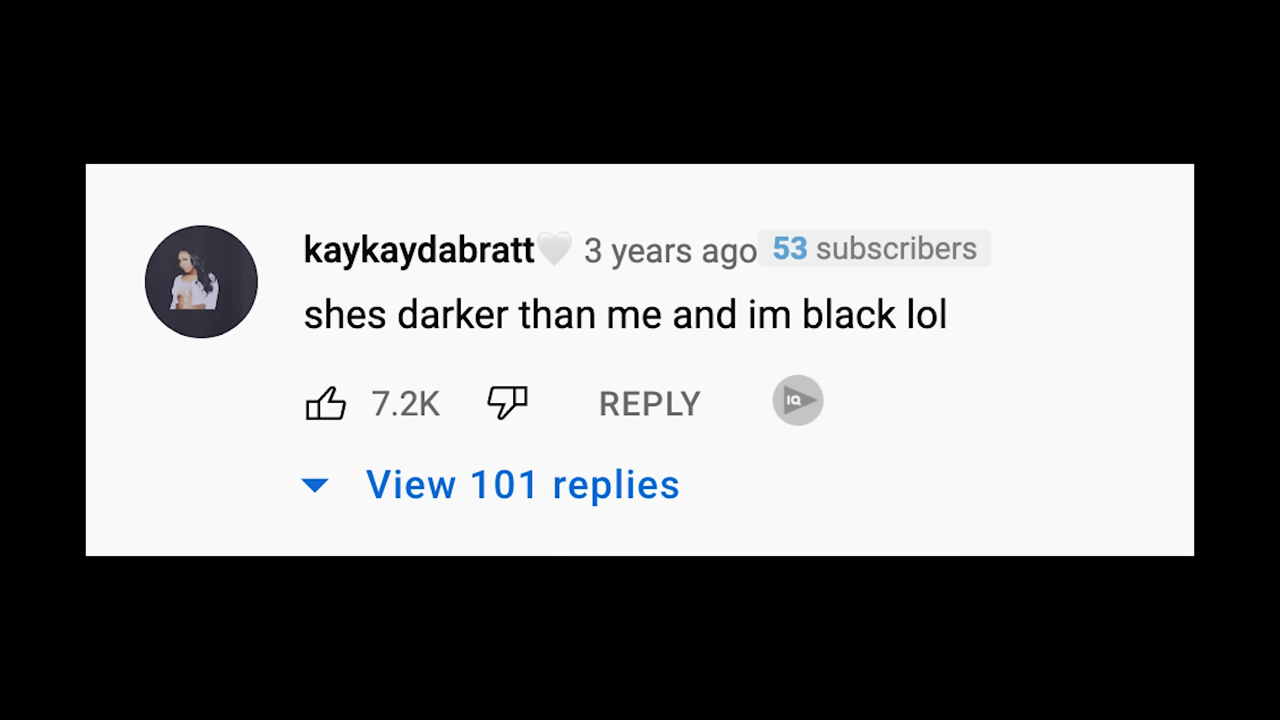 kaykaydabratt🤍 3 years ago 53 subscribers
shes darker than me and im black lol
7.2K REPLY IQ
View 101 replies